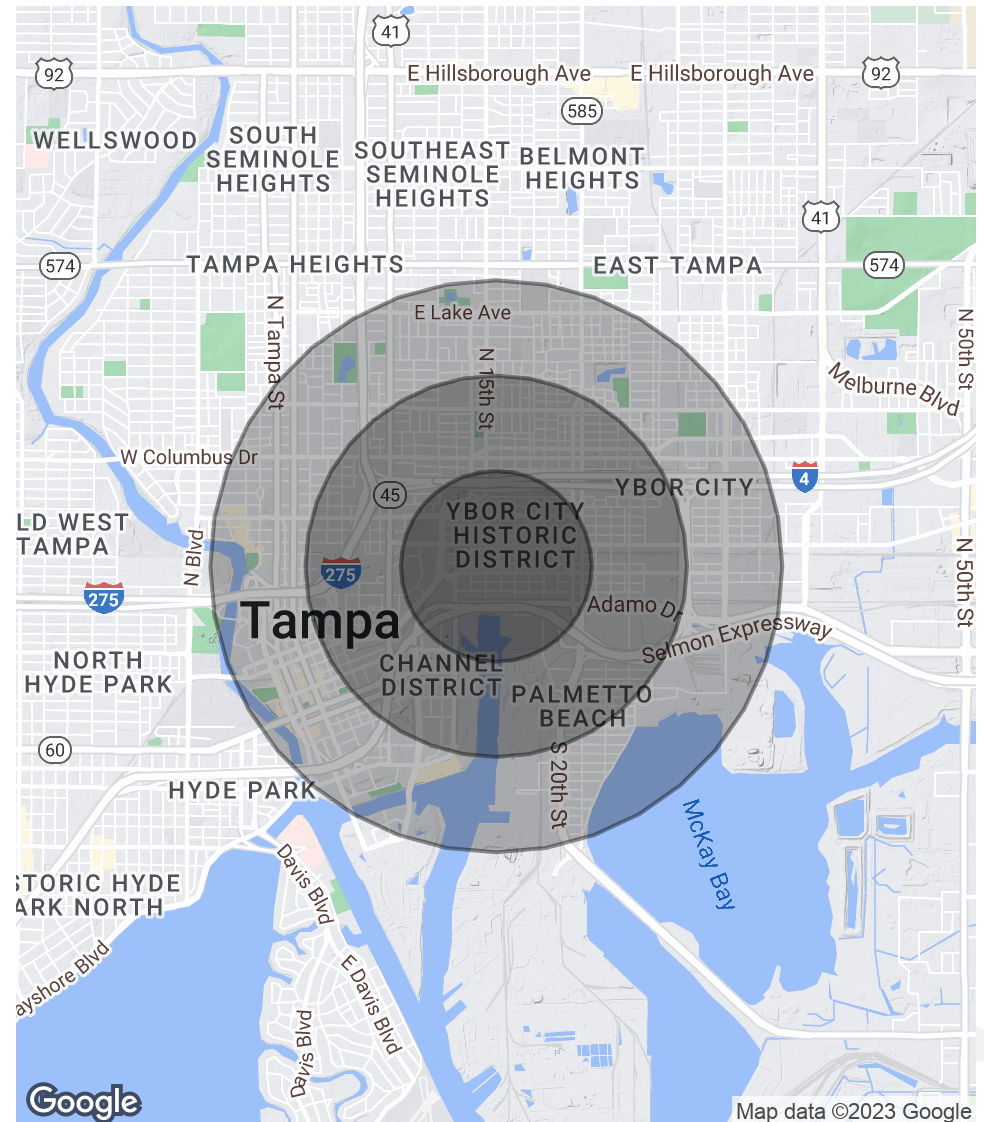 41
92
E Hillsborough Ave
E Hillsborough Ave
92
585
WELLSWOOD
SOUTH
SEMINOLE
HEIGHTS
SOUTHEAST
SEMINOLE
HEIGHTS
BELMONT
HEIGHTS
41
574
TAMPA HEIGHTS
EAST TAMPA
574
E Lake Ave
N Tampa St
N 15th St
N 50th St
Melburne Blvd
W Columbus Dr
45
YBOR CITY
4
LD WEST
TAMPA
YBOR CITY
HISTORIC
DISTRICT
N Blvd
275
275
N 50th St
Tampa
Adamo Dr
Selmon Expressway
NORTH
HYDE PARK
CHANNEL
DISTRICT
PALMETTO
BEACH
60
S 20th St
HYDE PARK
McKay Bay
STORIC HYDE
ARK NORTH
Davis Blvd
ayshore Blvd
E Davis Blvd
Davis Blvd
Google
Map data ©2023 Google